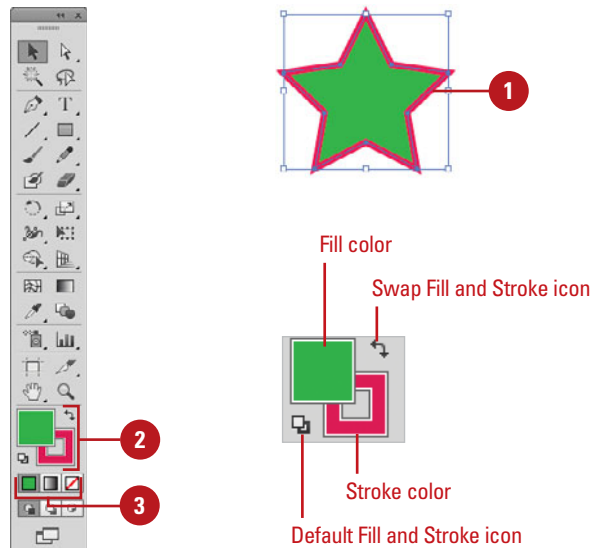 1
Fill color
Swap Fill and Stroke icon
T
2
3
Stroke color
Default Fill and Stroke icon